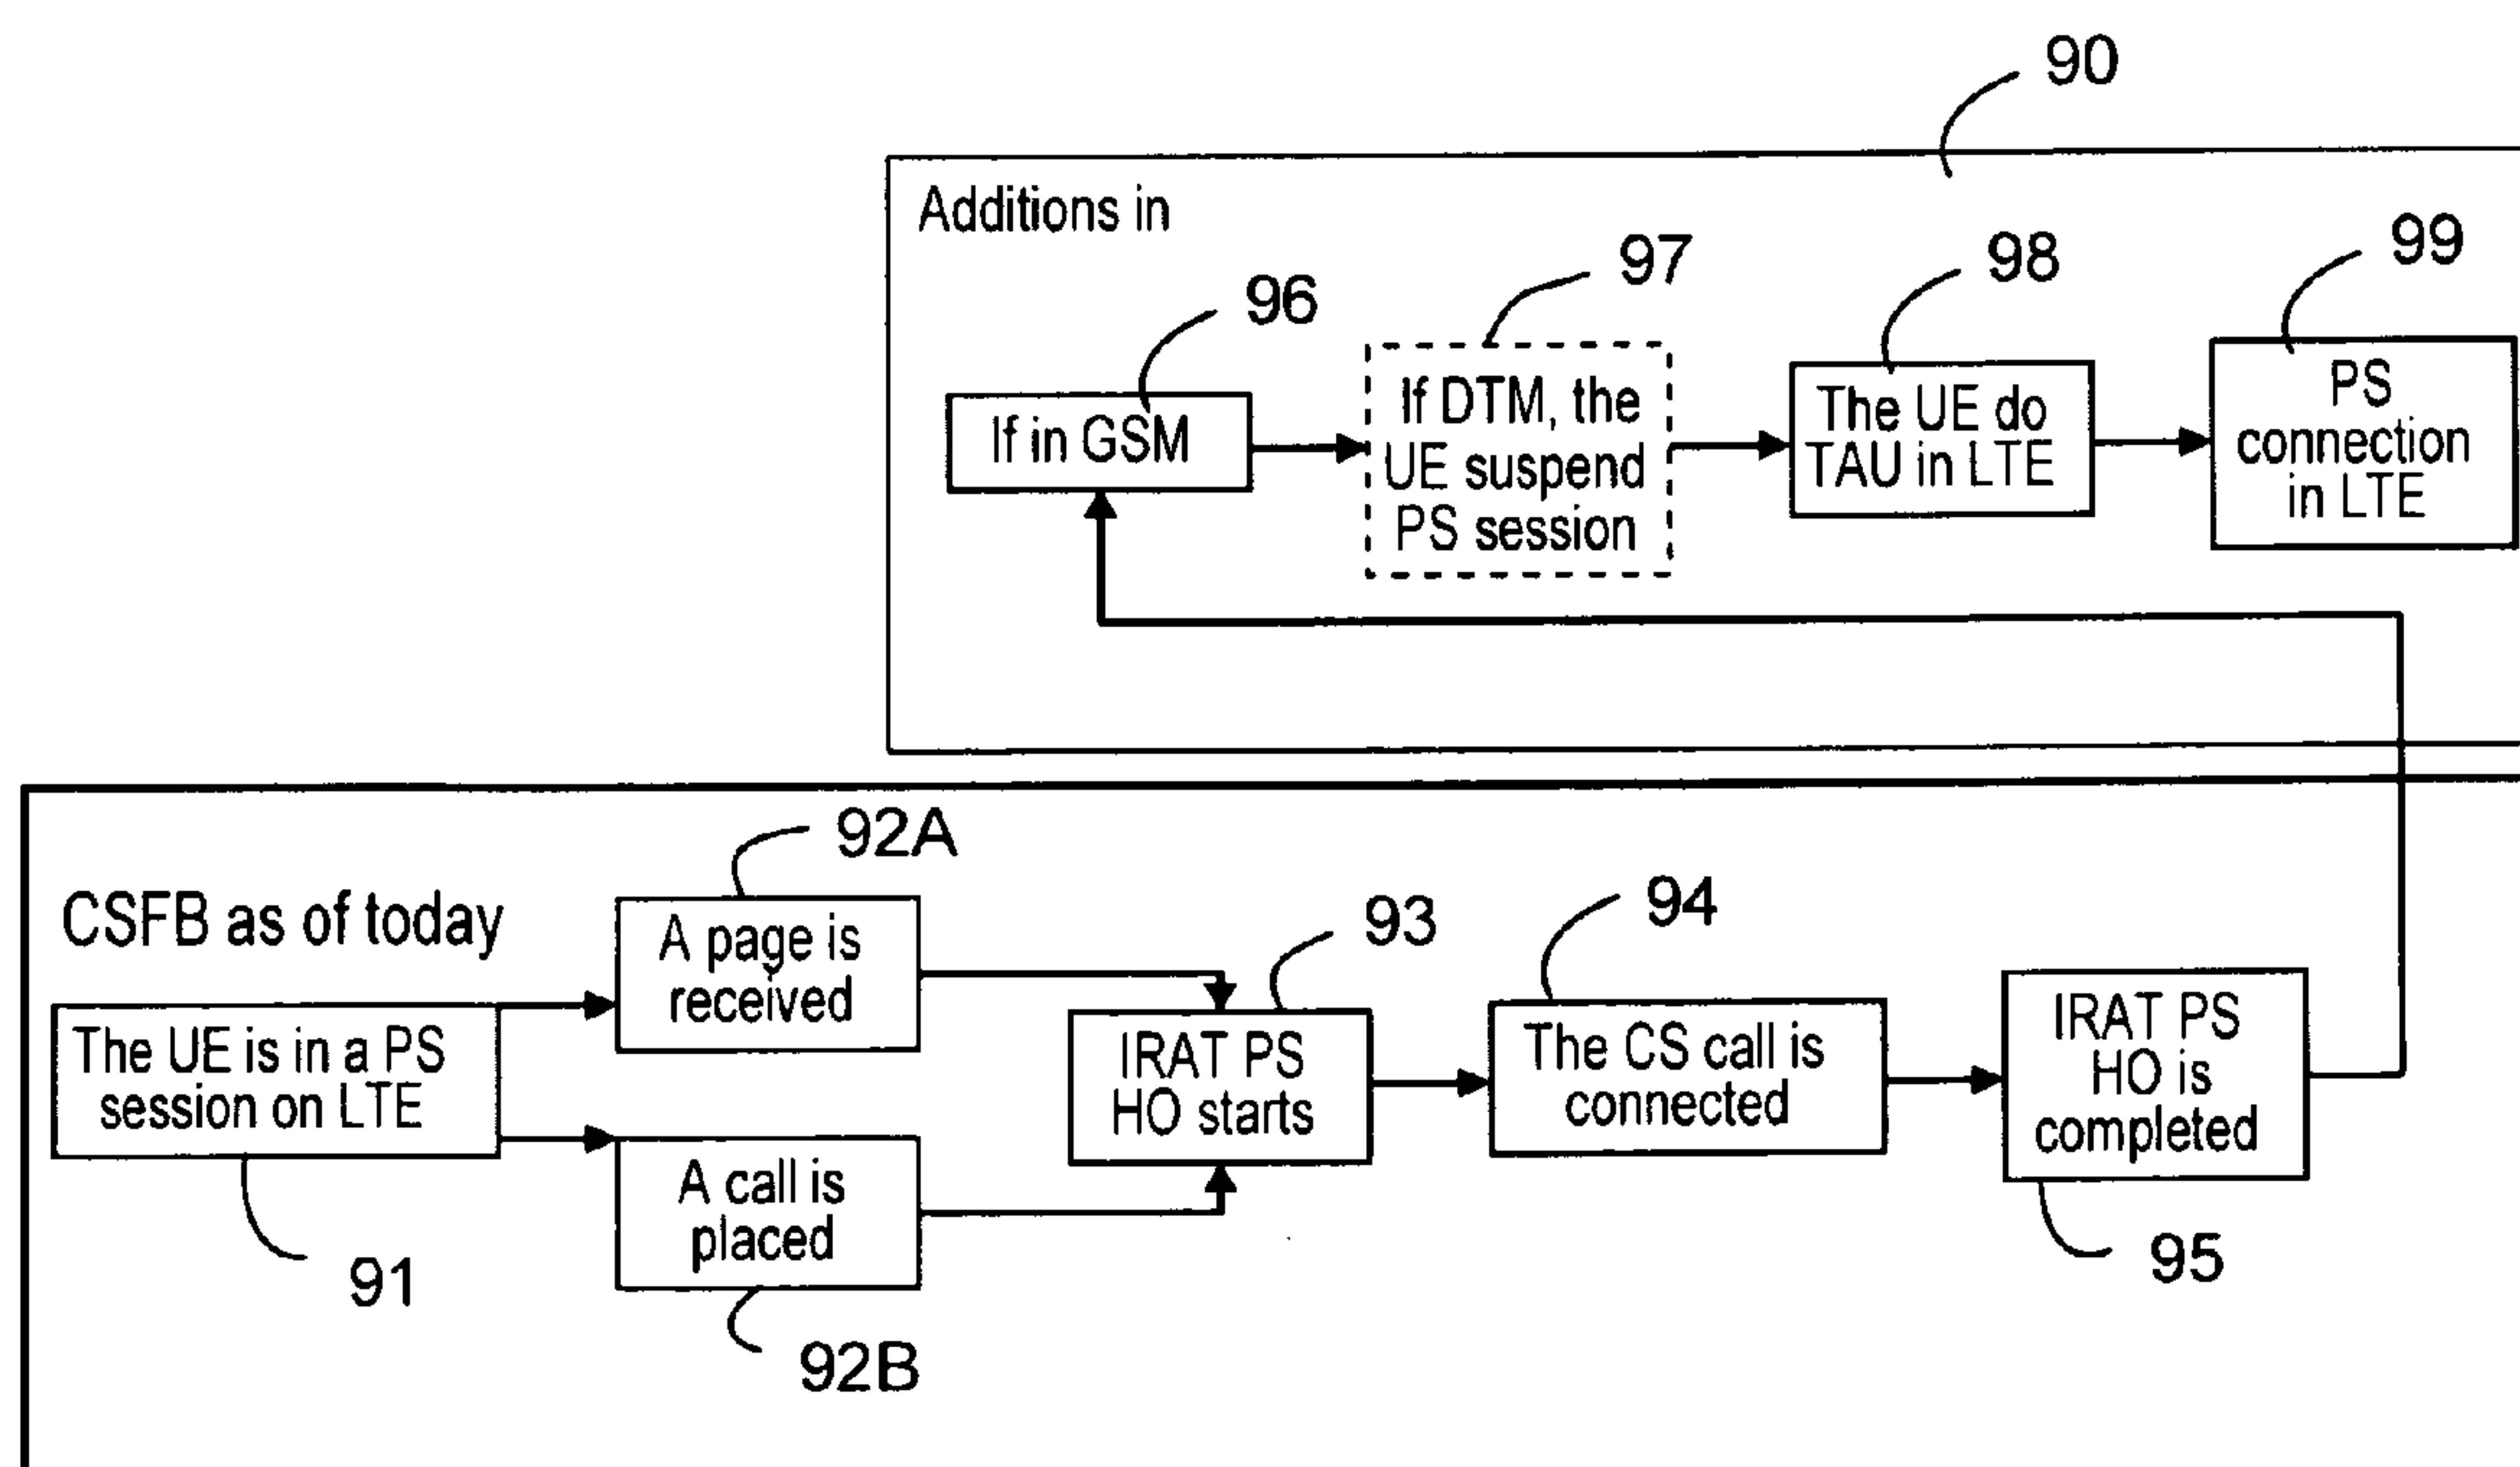 90
Additions in
96
97
98
99
If in GSM
If DTM, the
UE suspend
PS session
The UE do
TAU in LTE
PS
connection
in LTE
CSFB as of today
92A
A page is
received
93
94
The UE is in a PS
session on LTE
91
A call is
placed
92B
IRAT PS
HO starts
The CS call is
connected
IRAT PS
HO is
completed
95